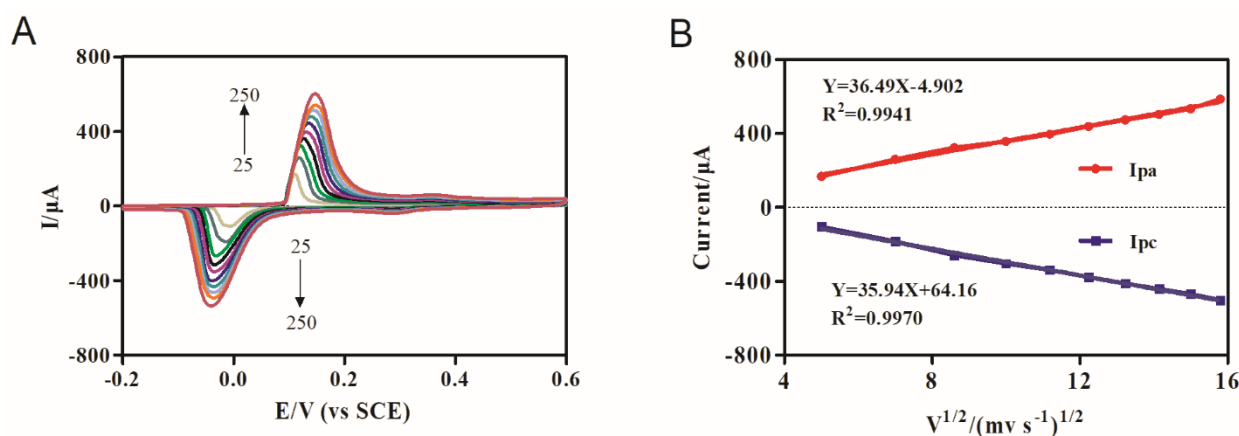 A
I/μA
800
400
0
-400
-800
250
25
25
250
-0.2
0.0
0.2
0.4
0.6
E/V (vs SCE)
B
Current/μA
800
400
0
-400
-800
Y=36.49X-4.902
R²=0.9941
Ipa
Ipc
Y=35.94X+64.16
R²=0.9970
4
8
12
16
V^1/2/(mv s^-1)^1/2